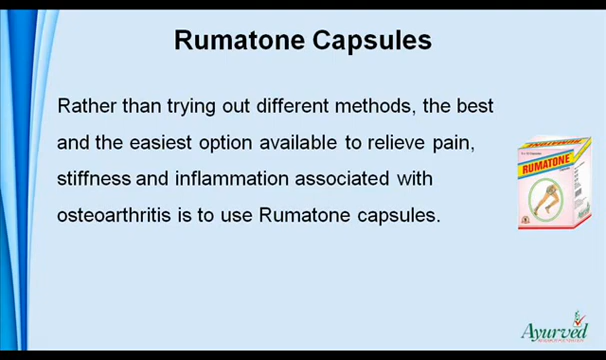 Rumatone Capsules
Rather than trying out different methods, the best
and the easiest option available to relieve pain,
stiffness and inflammation associated with
osteoarthritis is to use Rumatone capsules.
RUMATONE
RUMATONE
Ayurved